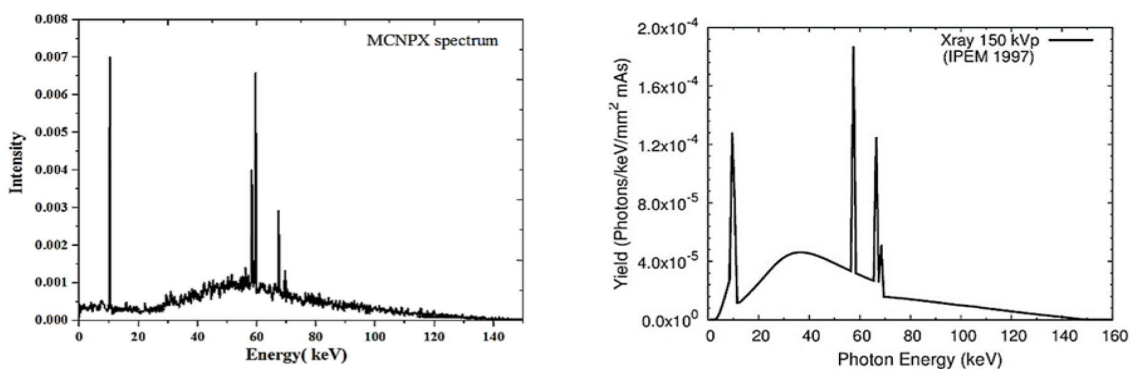 0.008
MCNPX spectrum
0.007
0.006
0.005
0.004
0.003
0.002
0.001
0.000
Intensity
0 20 40 60 80 100 120 140
Energy( keV)
2.0x10-4
Xray 150 kVp
(IPEM 1997)
1.6x10-4
1.2x10-4
8.0x10-5
4.0x10-5
0.0x100
Yield (Photons/keV/mm2 mAs)
0 20 40 60 80 100 120 140 160
Photon Energy (keV)